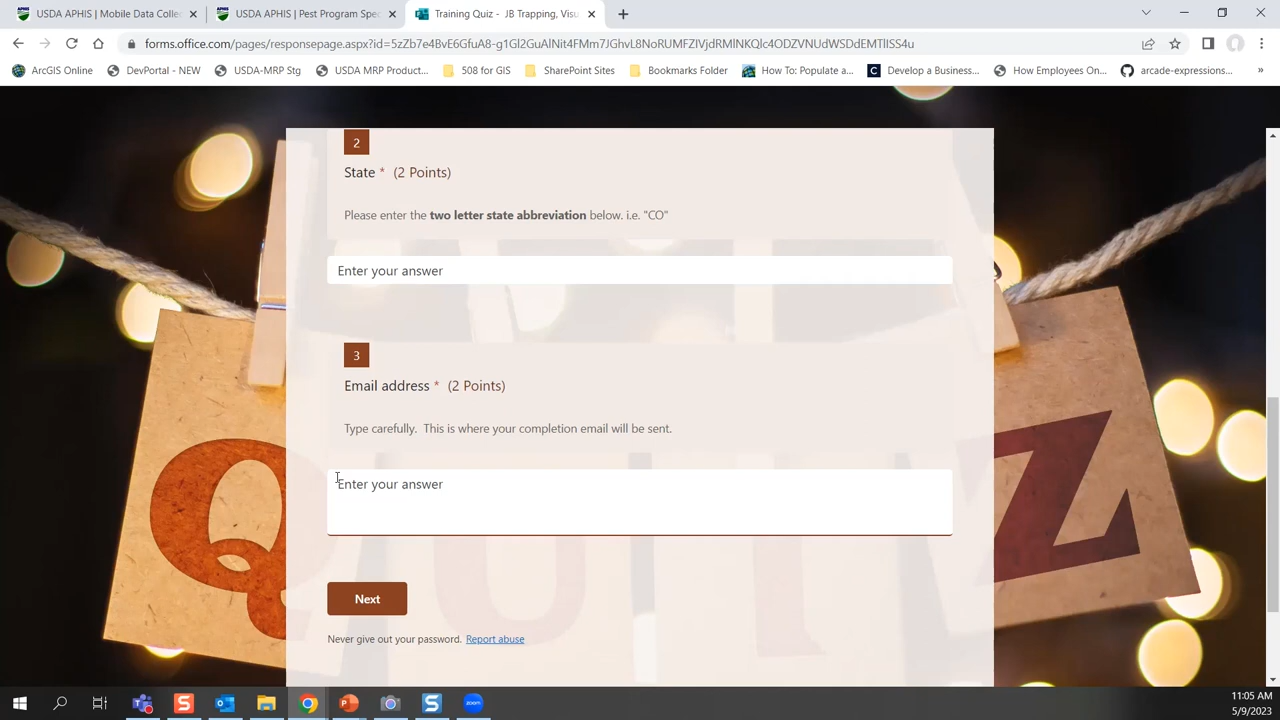 USDA APHIS | Mobile Data Colle
USDA APHIS | Pest Program Spec
Training Quiz - JB Trapping, Visu
forms.office.com/pages/responsepage.aspx?id=5zZb7e4BvE6GfuA8-g1Gl2GuAlNit4FMm7JGhvL8NoRUMFZIVjdRMlNKQlc4ODZVNUdWSDdEMTlISS4u
ArcGIS Online
DevPortal - NEW
USDA-MRP Stg
USDA MRP Product...
508 for GIS
SharePoint Sites
Bookmarks Folder
How To: Populate a...
Develop a Business...
How Employees On...
arcade-expressions...
2
State * (2 Points)
Please enter the two letter state abbreviation below. i.e. "CO"
Enter your answer
3
Email address * (2 Points)
Type carefully. This is where your completion email will be sent.
Enter your answer
Next
Never give out your password. Report abuse
Q U I Z
11:05 AM
5/9/2023